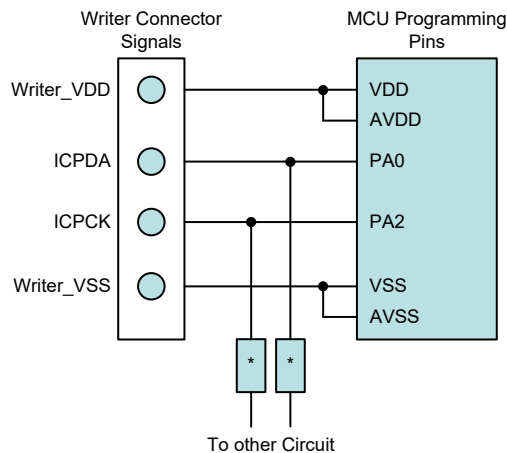 Writer Connector
Signals
MCU Programming
Pins
Writer_VDD
VDD
AVDD
ICPDA
PA0
ICPCK
PA2
Writer_VSS
VSS
AVSS
*
*
To other Circuit